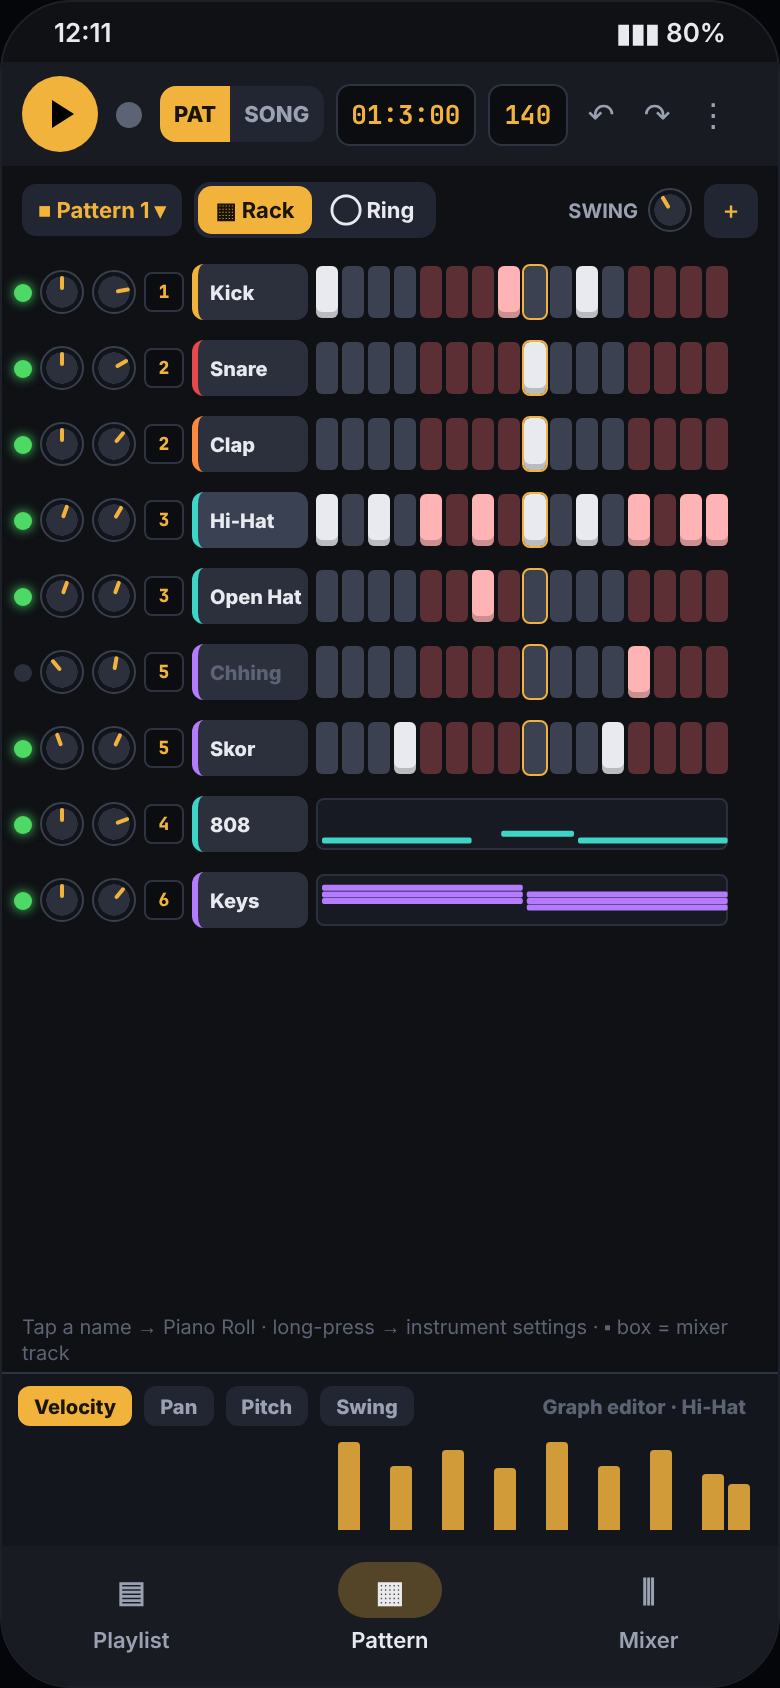 12:11
80%
PAT SONG 01:3:00 140
Pattern 1 ▾ Rack Ring SWING +
1 Kick
2 Snare
2 Clap
3 Hi-Hat
3 Open Hat
5 Chhing
5 Skor
4 808
6 Keys
Tap a name → Piano Roll · long-press → instrument settings · ▪ box = mixer
track
Velocity Pan Pitch Swing Graph editor · Hi-Hat
Playlist Pattern Mixer